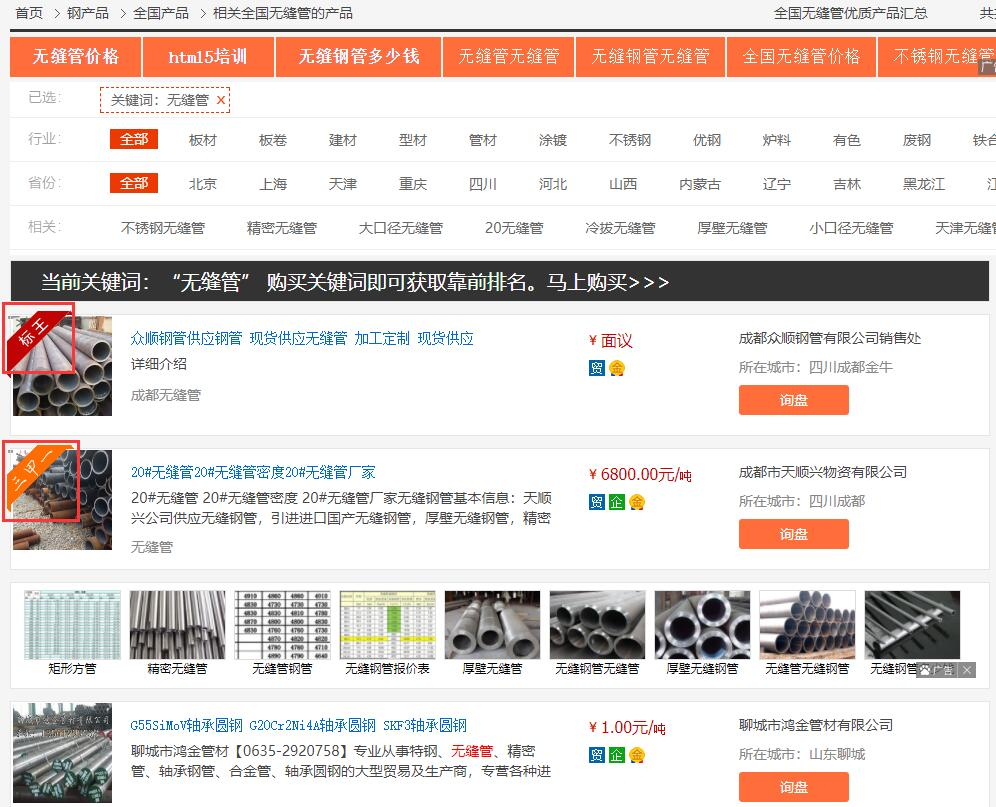 首页 > 钢产品 > 全国产品 > 相关全国无缝管的产品
全国无缝管优质产品汇总
无缝管价格
html5培训
无缝钢管多少钱
无缝管无缝管
无缝钢管无缝管
全国无缝管价格
不锈钢无缝管
已选:
关键词: 无缝管 x
行业: 全部 板材 板卷 建材 型材 管材 涂镀 不锈钢 优钢 炉料 有色 废钢
省份: 全部 北京 上海 天津 重庆 四川 河北 山西 内蒙古 辽宁 吉林 黑龙江
相关: 不锈钢无缝管 精密无缝管 大口径无缝管 20无缝管 冷拔无缝管 厚壁无缝管 小口径无缝管 天津无缝管
当前关键词: “无缝管” 购买关键词即可获取靠前排名。马上购买>>>
标王
众顺钢管供应钢管 现货供应无缝管 加工定制 现货供应
详细介绍
成都无缝管
¥ 面议
贸 金
成都众顺钢管有限公司销售处
所在城市: 四川成都金牛
询盘
三甲一
20#无缝管20#无缝管密度20#无缝管厂家
20#无缝管 20#无缝管密度 20#无缝管厂家无缝钢管基本信息: 天顺
兴公司供应无缝钢管, 引进进口国产无缝钢管, 厚壁无缝钢管, 精密
无缝管
¥ 6800.00元/吨
贸 企 金
成都市天顺兴物资有限公司
所在城市: 四川成都
询盘
矩形方管
精密无缝管
无缝管钢管
无缝钢管报价表
厚壁无缝管
无缝钢管无缝管
厚壁无缝钢管
无缝管无缝钢管
无缝钢管
广告 ×
G55SiMoV轴承圆钢 G20Cr2Ni4A轴承圆钢 SKF3轴承圆钢
聊城市鸿金管材【0635-2920758】专业从事特钢、无缝管、精密
管、轴承钢管、合金管、轴承圆钢的大型贸易及生产商, 专营各种进
¥ 1.00元/吨
贸 企 金
聊城市鸿金管材有限公司
所在城市: 山东聊城
询盘